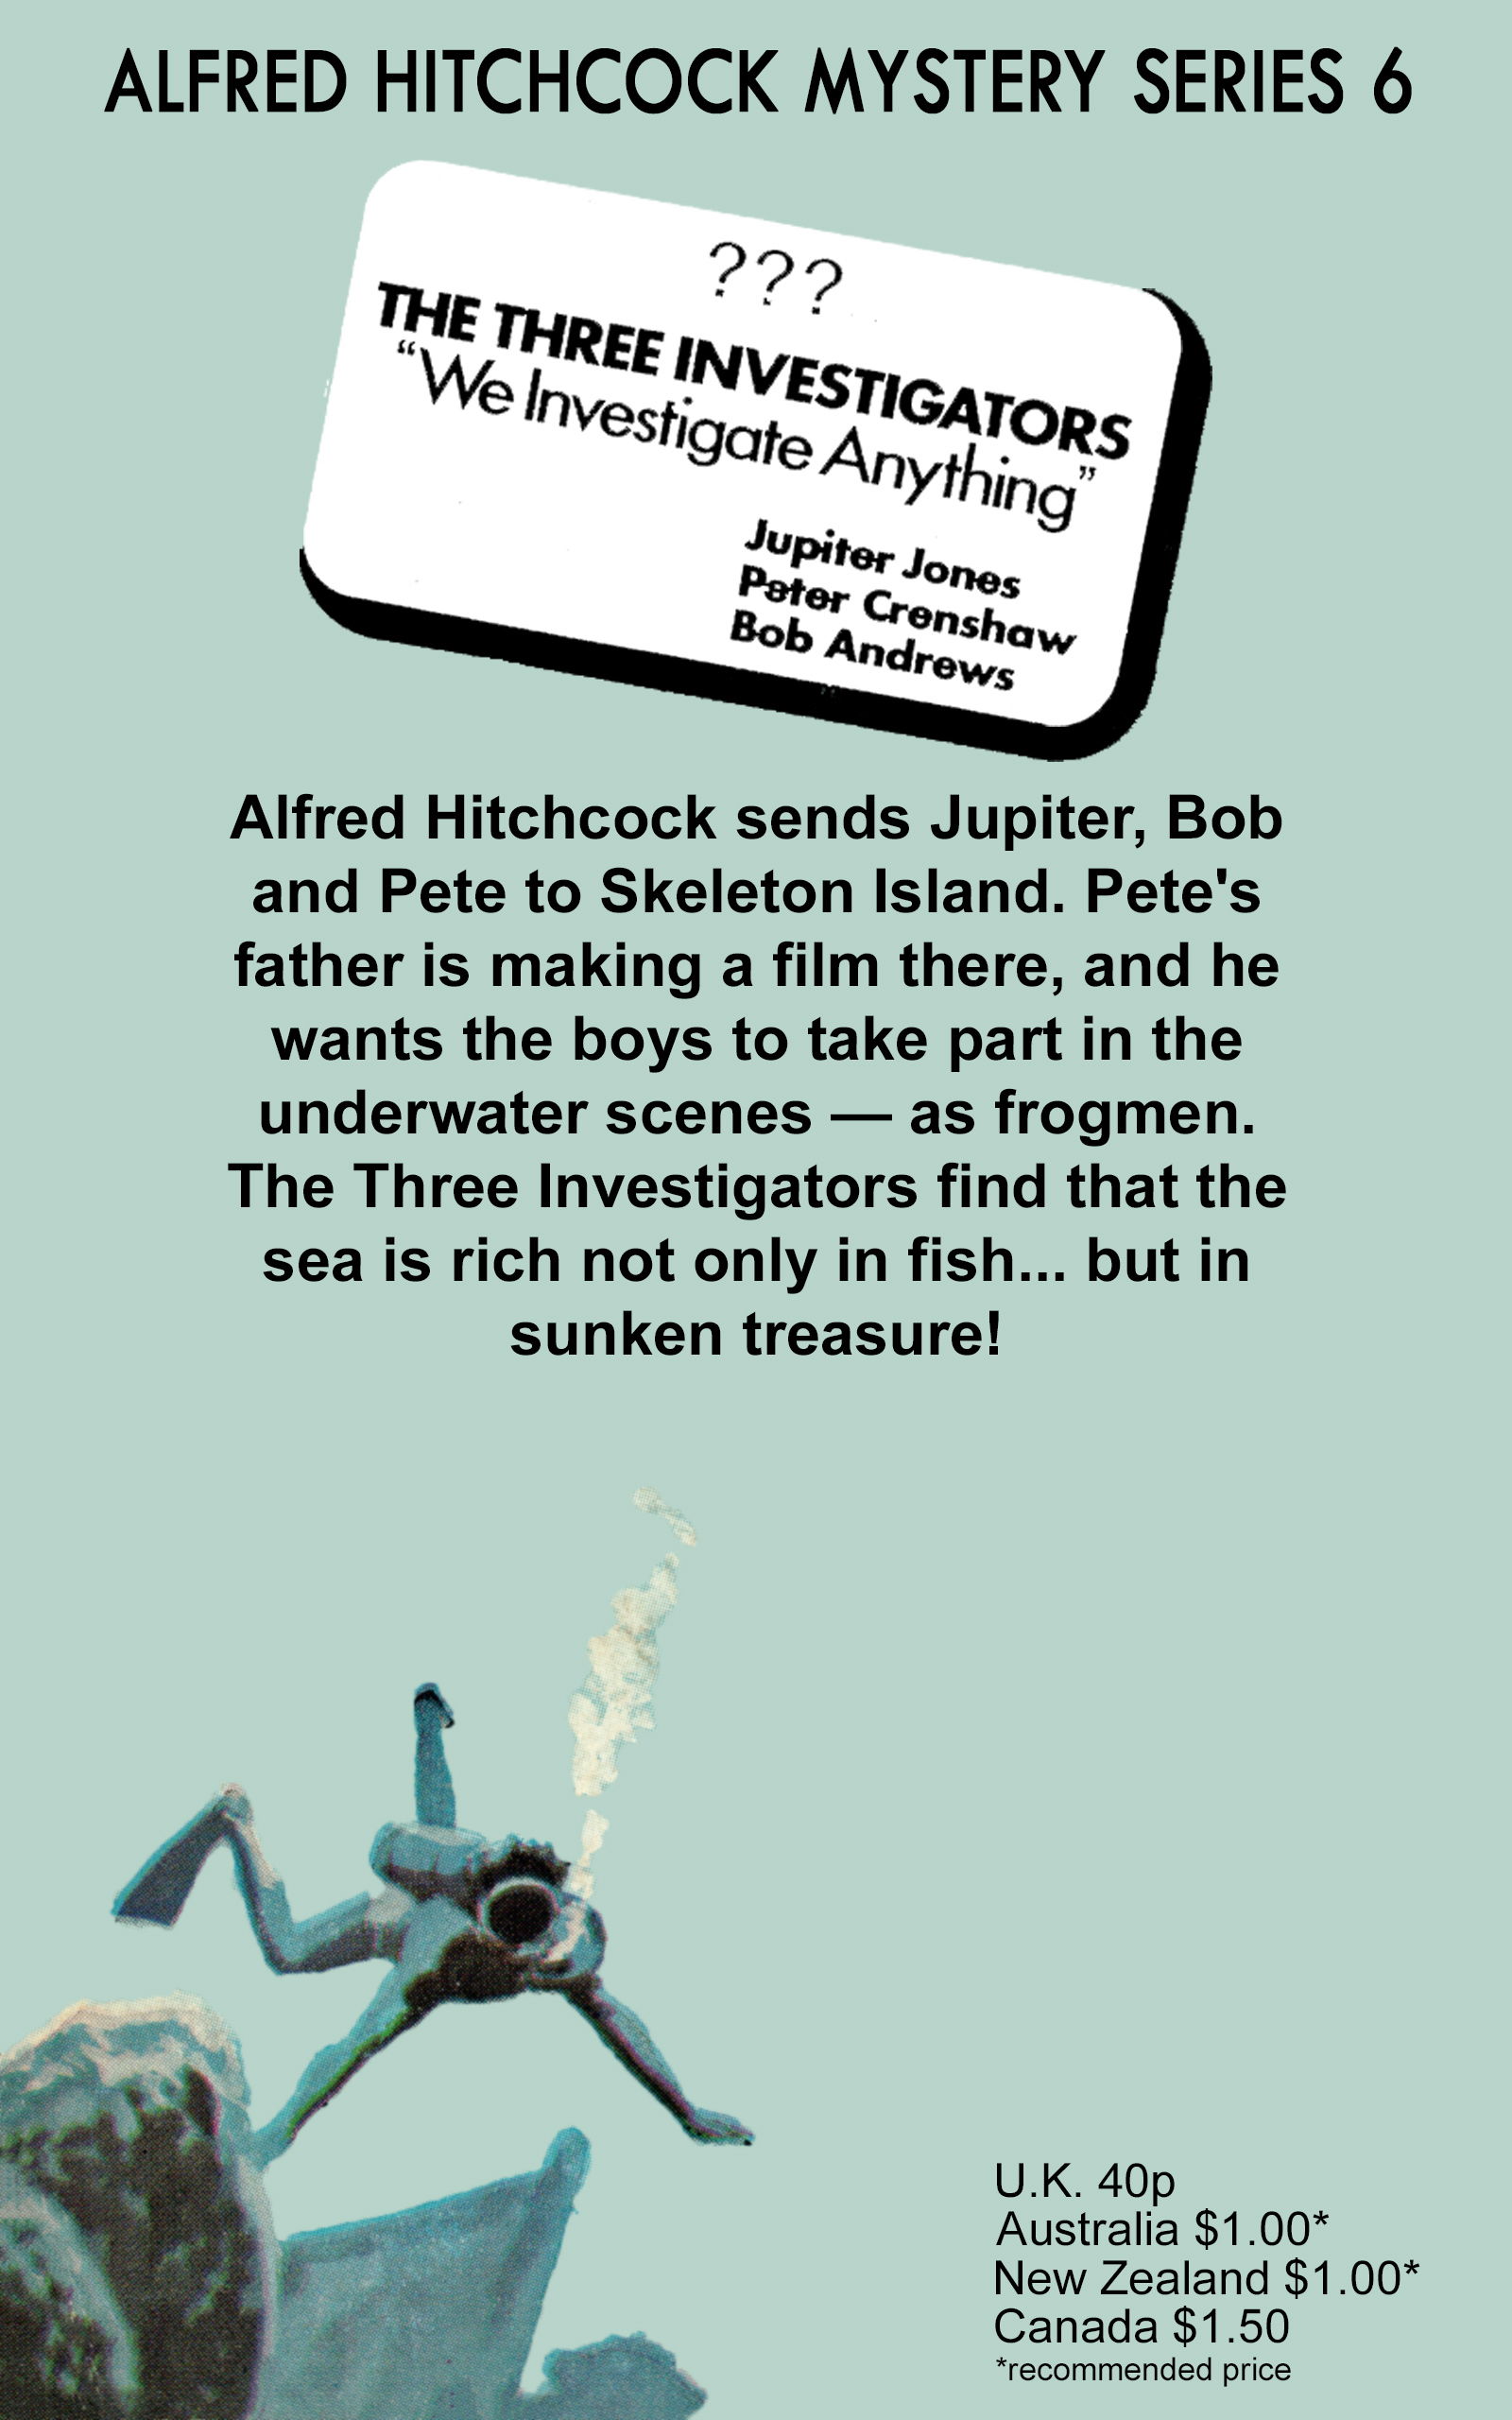 ALFRED HITCHCOCK MYSTERY SERIES 6
???
THE THREE INVESTIGATORS
“We Investigate Anything”
Jupiter Jones
Peter Crenshaw
Bob Andrews
Alfred Hitchcock sends Jupiter, Bob
and Pete to Skeleton Island. Pete's
father is making a film there, and he
wants the boys to take part in the
underwater scenes — as frogmen.
The Three Investigators find that the
sea is rich not only in fish... but in
sunken treasure!
U.K. 40p
Australia $1.00*
New Zealand $1.00*
Canada $1.50
*recommended price